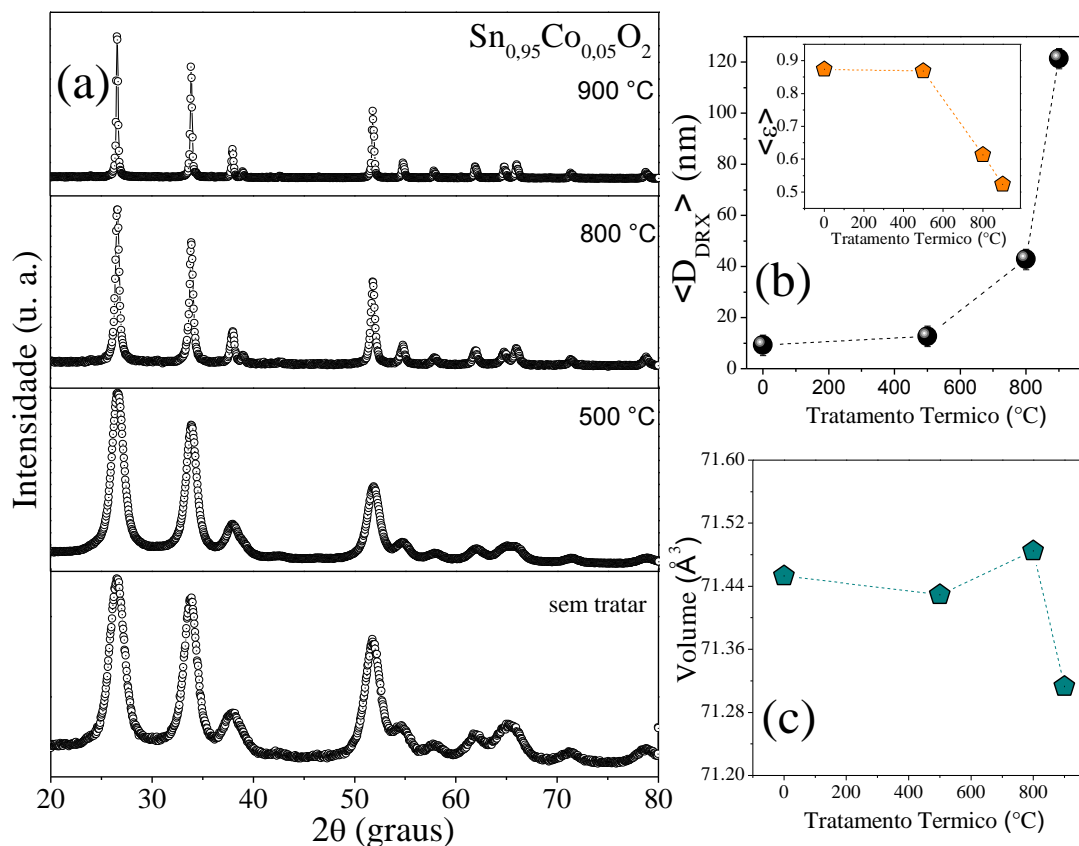 (a)
Sn0,95Co0,05O2
900 °C
800 °C
500 °C
sem tratar
Intensidade (u. a.)
20 30 40 50 60 70 80
2θ (graus)
120
100
80
60
40
20
10
0
<D_DRX> (nm)
0 200 400 600 800
Tratamento Termico (°C)
(b)
0.9
0.8
0.7
0.6
0.5
<ε>
0 200 400 600 800
Tratamento Termico (°C)
71.60
71.52
71.44
71.36
71.28
71.20
Volume (Å³)
(c)
0 200 400 600 800
Tratamento Termico (°C)